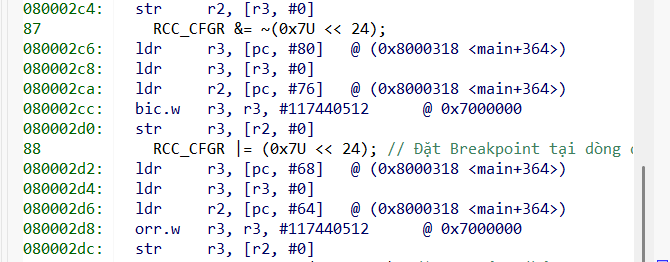 080002c4: str r2, [r3, #0]
87 RCC_CFGR &= ~(0x7U << 24);
080002c6: ldr r3, [pc, #80] @ (0x8000318 <main+364>)
080002c8: ldr r3, [r3, #0]
080002ca: ldr r2, [pc, #76] @ (0x8000318 <main+364>)
080002cc: bic.w r3, r3, #117440512 @ 0x7000000
080002d0: str r3, [r2, #0]
88 RCC_CFGR |= (0x7U << 24); // Đặt Breakpoint tại dòng
080002d2: ldr r3, [pc, #68] @ (0x8000318 <main+364>)
080002d4: ldr r3, [r3, #0]
080002d6: ldr r2, [pc, #64] @ (0x8000318 <main+364>)
080002d8: orr.w r3, r3, #117440512 @ 0x7000000
080002dc: str r3, [r2, #0]